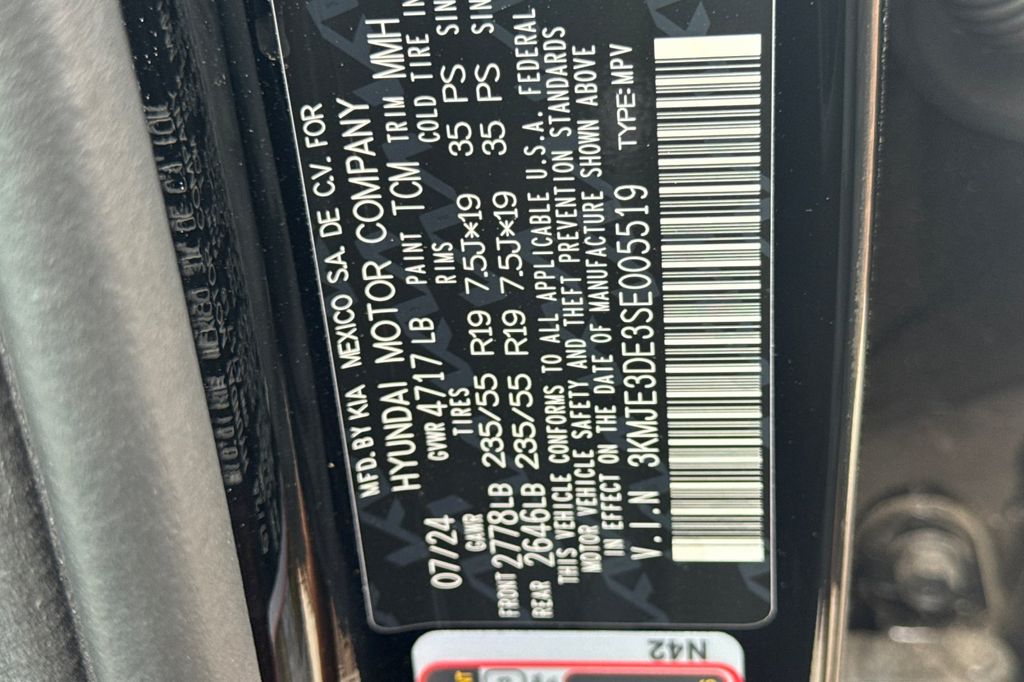 MFD. BY KIA MEXICO S.A. DE C.V. FOR
HYUNDAI MOTOR COMPANY
07/24 GVWR 4717 LB PAINT TCM TRIM MMH
GAWR TIRES RIMS COLD TIRE IN
FRONT 2778LB 235/55 R19 7.5J×19 35 PS SIN
REAR 2646LB 235/55 R19 7.5J×19 35 PS SIN
THIS VEHICLE CONFORMS TO ALL APPLICABLE U.S.A. FEDERAL
MOTOR VEHICLE SAFETY AND THEFT PREVENTION STANDARDS
IN EFFECT ON THE DATE OF MANUFACTURE SHOWN ABOVE
V.I.N 3KMJE3DE3SE005519 TYPE:MPV
N42